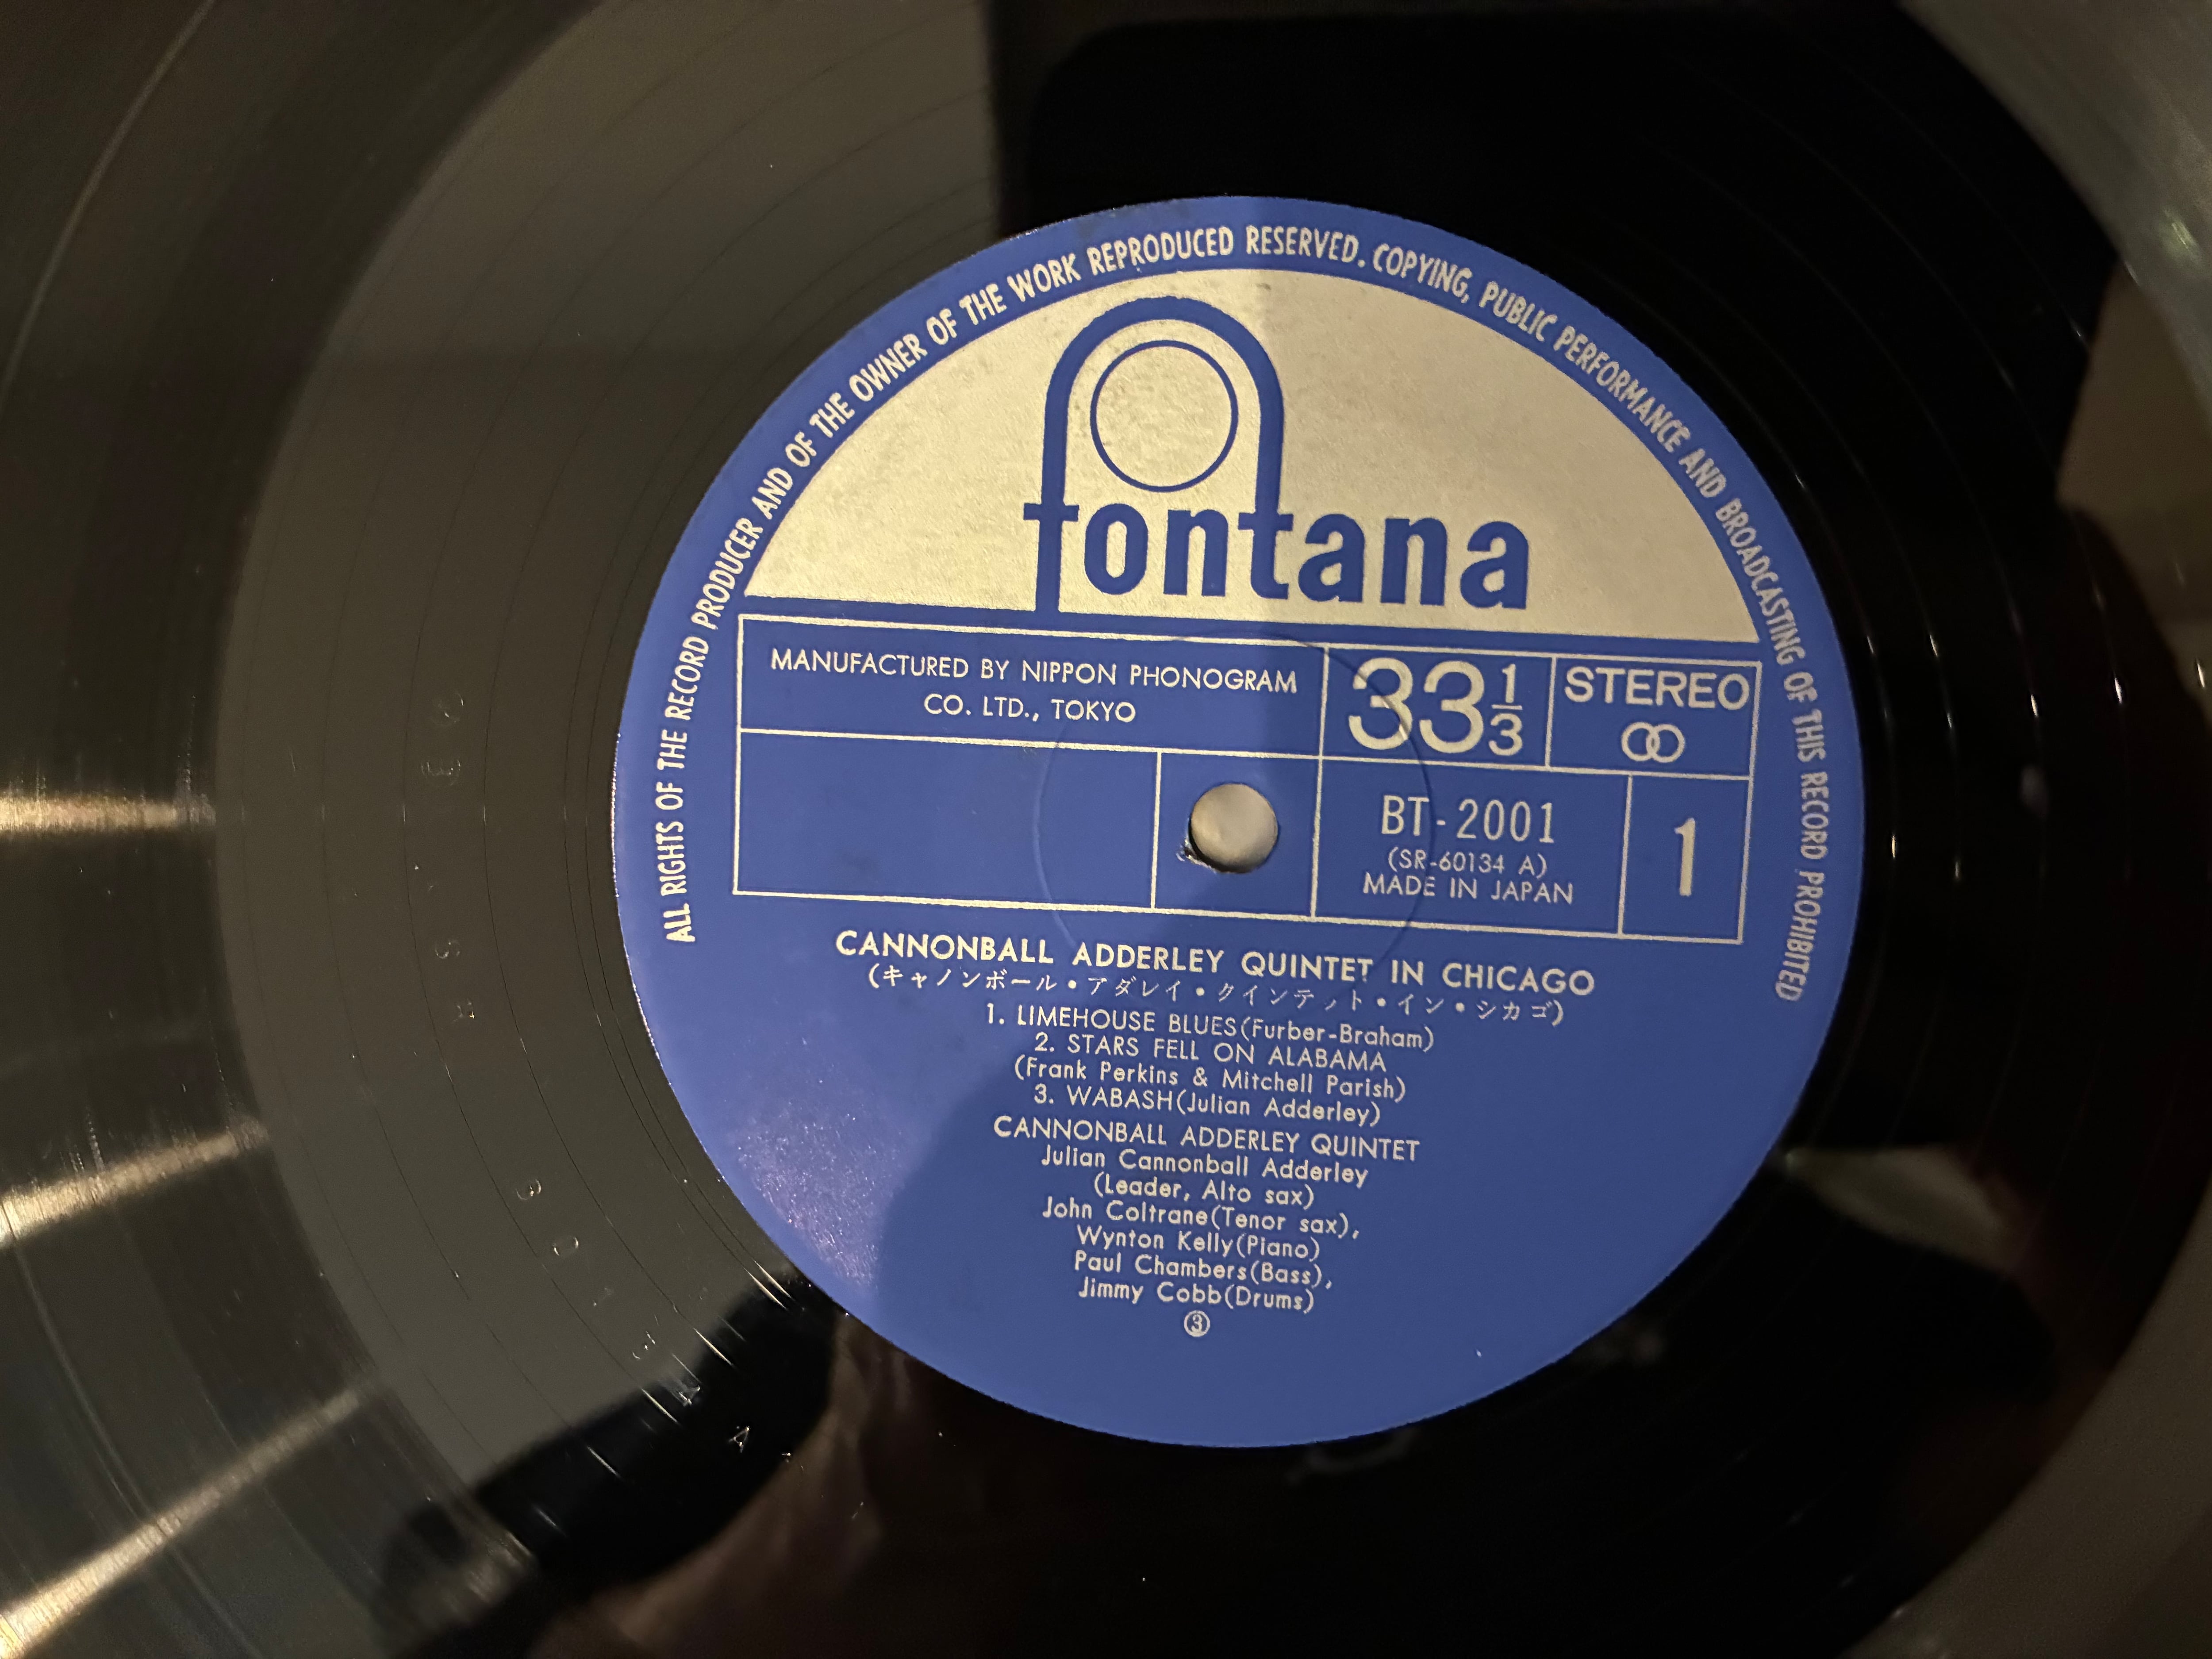 ALL RIGHTS OF THE RECORD PRODUCER AND OF THE OWNER OF THE WORK REPRODUCED RESERVED. COPYING, PUBLIC PERFORMANCE AND BROADCASTING OF THIS RECORD PROHIBITED
fontana
MANUFACTURED BY NIPPON PHONOGRAM
CO. LTD., TOKYO
33 1/3
STEREO
BT-2001
(SR-60134 A)
MADE IN JAPAN
1
CANNONBALL ADDERLEY QUINTET IN CHICAGO
(キャノンボール・アダレイ・クインテット・イン・シカゴ)
1. LIMEHOUSE BLUES(Furber-Braham)
2. STARS FELL ON ALABAMA
(Frank Perkins & Mitchell Parish)
3. WABASH(Julian Adderley)
CANNONBALL ADDERLEY QUINTET
Julian Cannonball Adderley
(Leader, Alto sax)
John Coltrane(Tenor sax),
Wynton Kelly(Piano)
Paul Chambers(Bass),
Jimmy Cobb(Drums)
③